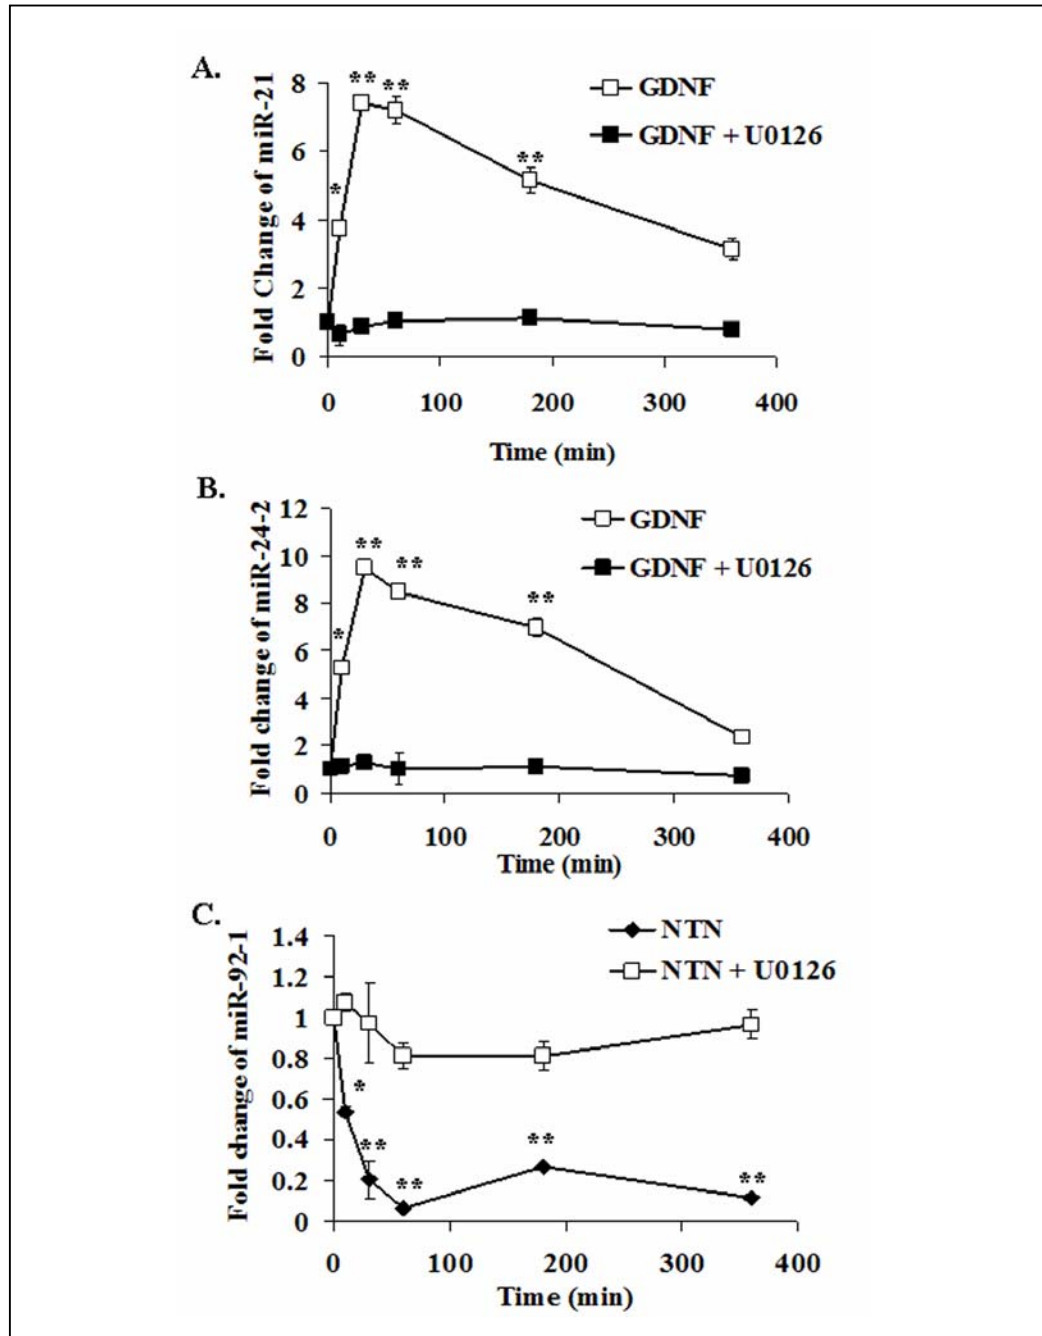 A.
Fold Change of miR-21
8
6
4
2
0
** **
*
**
GDNF
GDNF + U0126
0 100 200 300 400
Time (min)
B.
Fold change of miR-24-2
12
10
8
6
4
2
0
**
**
**
*
GDNF
GDNF + U0126
0 100 200 300 400
Time (min)
C.
Fold change of miR-92-1
1.4
1.2
1
0.8
0.6
0.4
0.2
0
NTN
NTN + U0126
*
**
**
**
**
0 100 200 300 400
Time (min)